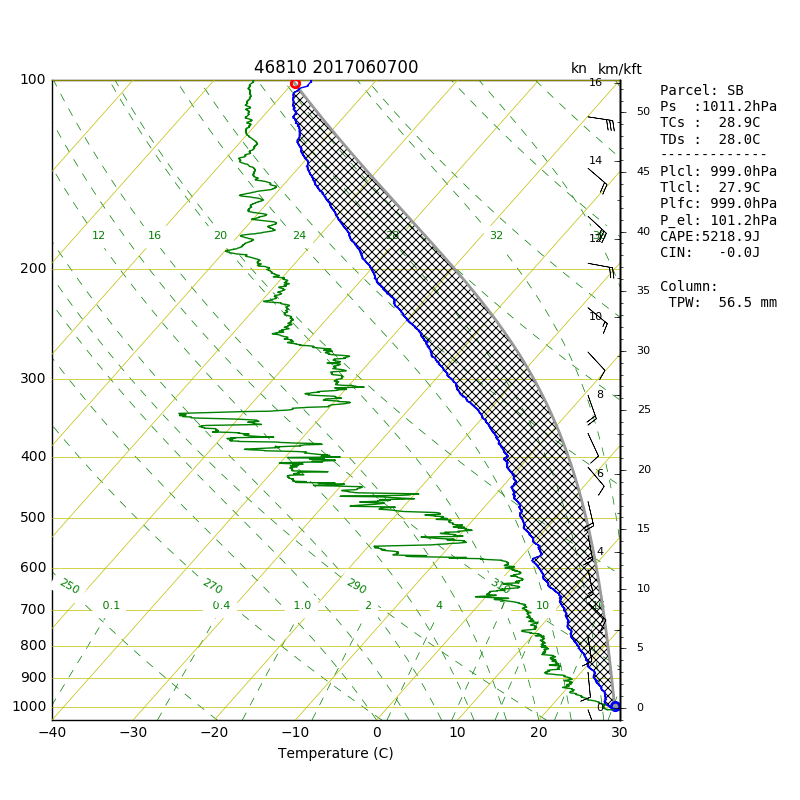 46810 2017060700
kn km/kft
Parcel: SB
Ps  :1011.2hPa
TCs :  28.9C
TDs :  28.0C
-------------
Plcl: 999.0hPa
Tlcl:  27.9C
Plfc: 999.0hPa
P_el: 101.2hPa
CAPE:5218.9J
CIN:   -0.0J
Column:
TPW:  56.5 mm
100
200
300
400
500
600
700
800
900
1000
16
14
12
10
8
6
4
0
50
45
40
35
30
25
20
15
10
5
0
12 16 20 24 28 32
250 270 290 310
0.1 0.4 1.0 2 4 7 10
−40 −30 −20 −10 0 10 20 30
Temperature (C)